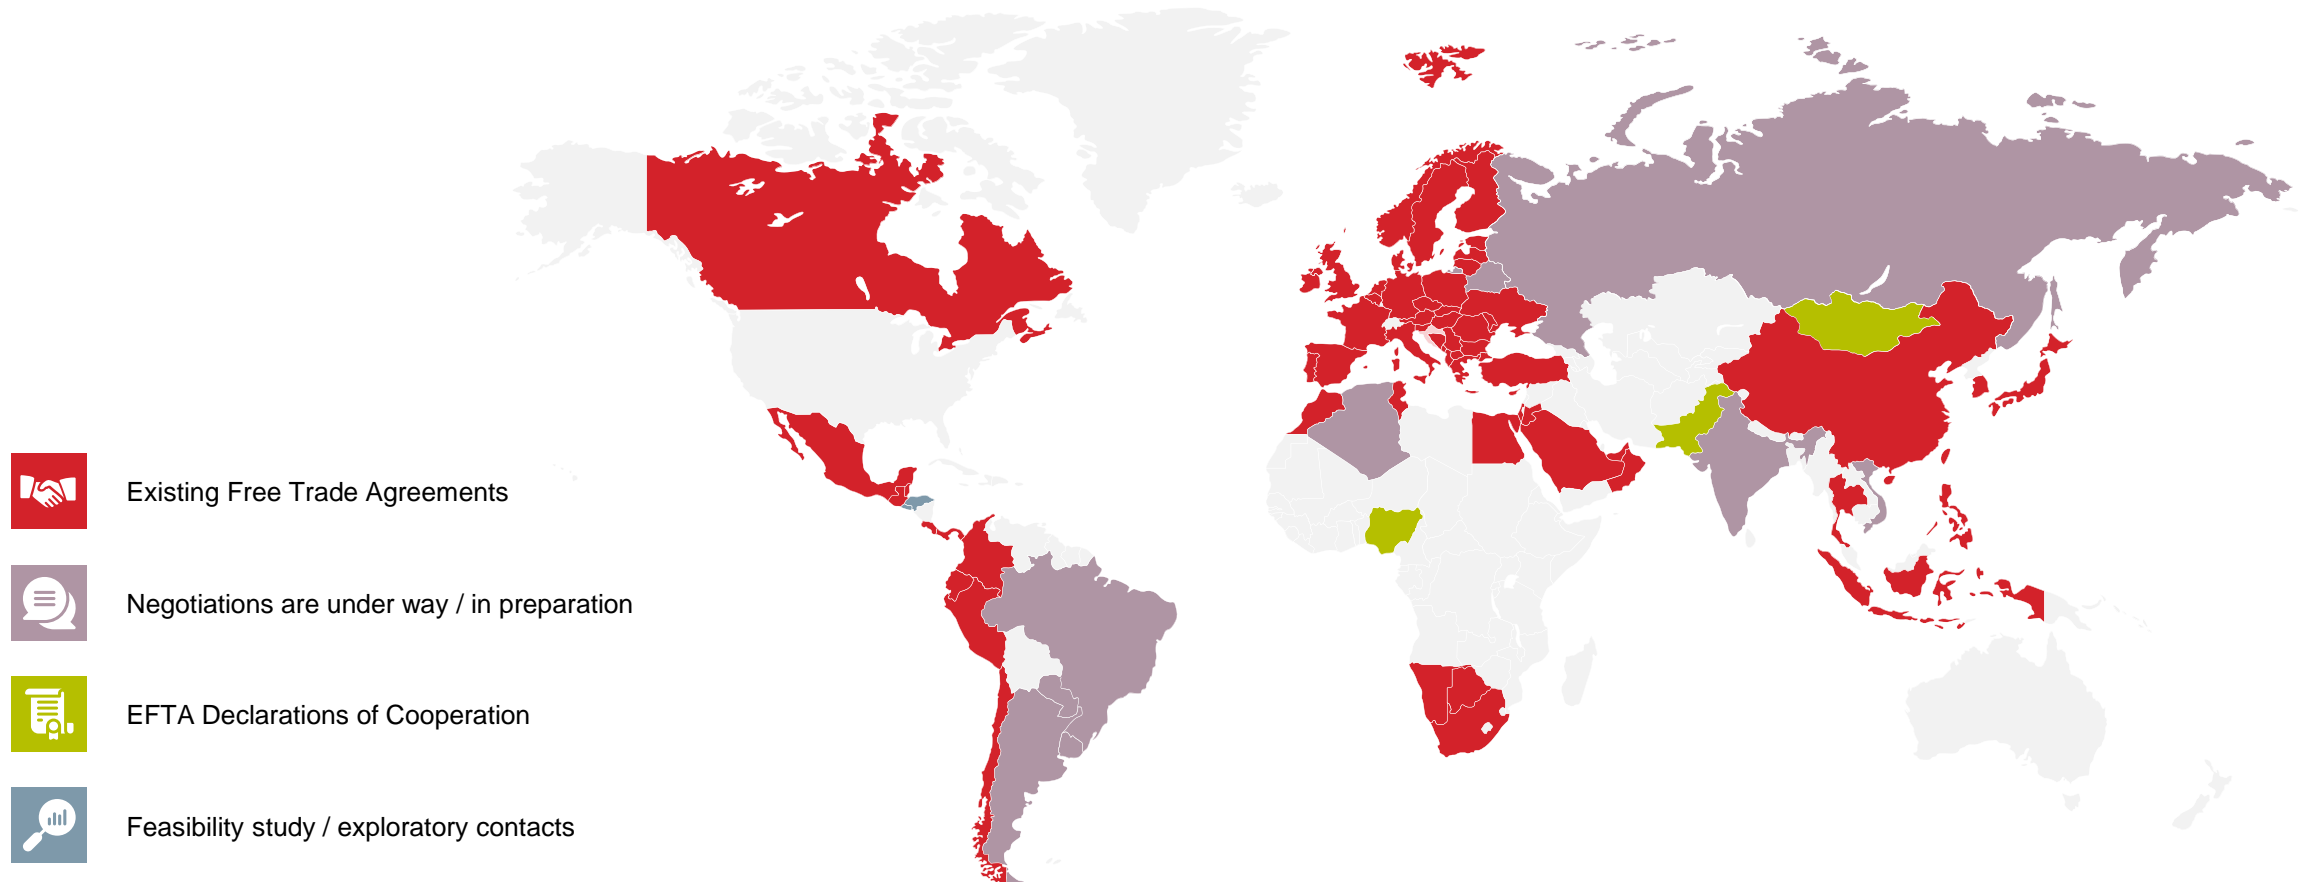 Existing Free Trade Agreements
Negotiations are under way / in preparation
EFTA Declarations of Cooperation
Feasibility study / exploratory contacts